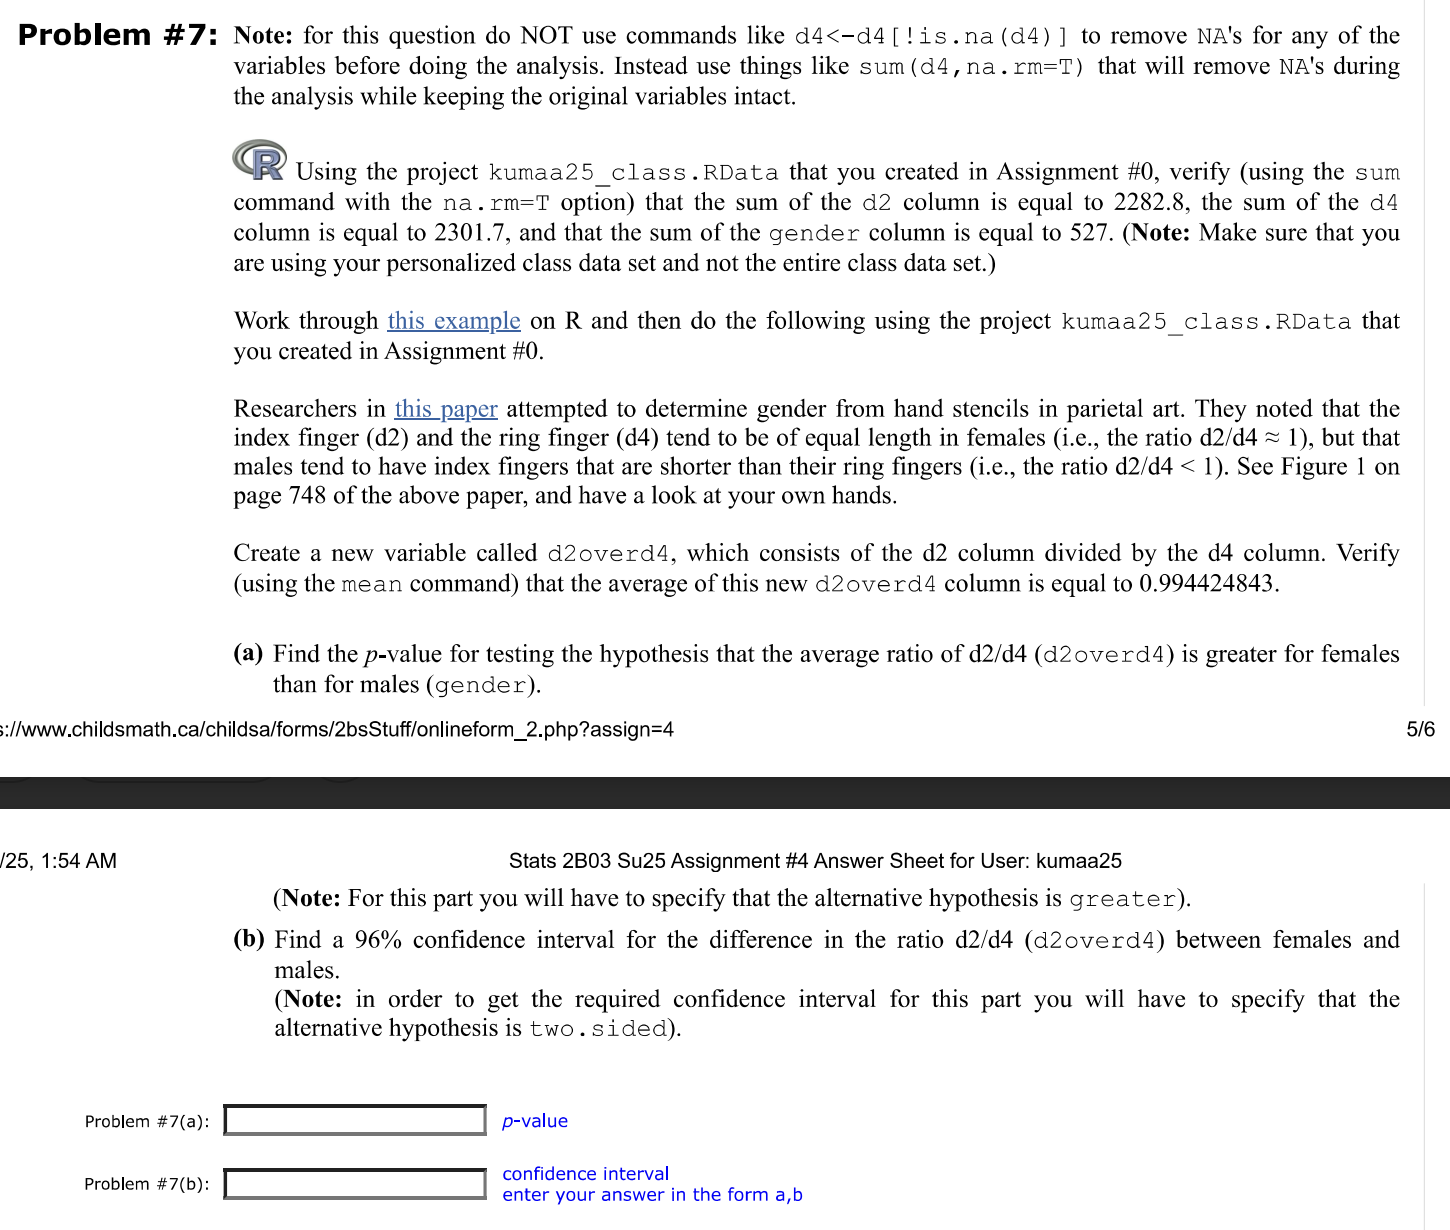 Problem #7: Note: for this question do NOT use commands like d4<-d4[!is.na(d4)] to remove NA's for any of the
variables before doing the analysis. Instead use things like sum(d4,na.rm=T) that will remove NA's during
the analysis while keeping the original variables intact.
R Using the project kumaa25_class.RData that you created in Assignment #0, verify (using the sum
command with the na.rm=T option) that the sum of the d2 column is equal to 2282.8, the sum of the d4
column is equal to 2301.7, and that the sum of the gender column is equal to 527. (Note: Make sure that you
are using your personalized class data set and not the entire class data set.)
Work through this example on R and then do the following using the project kumaa25_class.RData that
you created in Assignment #0.
Researchers in this paper attempted to determine gender from hand stencils in parietal art. They noted that the
index finger (d2) and the ring finger (d4) tend to be of equal length in females (i.e., the ratio d2/d4 ≈ 1), but that
males tend to have index fingers that are shorter than their ring fingers (i.e., the ratio d2/d4 < 1). See Figure 1 on
page 748 of the above paper, and have a look at your own hands.
Create a new variable called d2overd4, which consists of the d2 column divided by the d4 column. Verify
(using the mean command) that the average of this new d2overd4 column is equal to 0.994424843.
(a) Find the p-value for testing the hypothesis that the average ratio of d2/d4 (d2overd4) is greater for females
than for males (gender).
s://www.childsmath.ca/childsa/forms/2bsStuff/onlineform_2.php?assign=4 5/6
/25, 1:54 AM Stats 2B03 Su25 Assignment #4 Answer Sheet for User: kumaa25
(Note: For this part you will have to specify that the alternative hypothesis is greater).
(b) Find a 96% confidence interval for the difference in the ratio d2/d4 (d2overd4) between females and
males.
(Note: in order to get the required confidence interval for this part you will have to specify that the
alternative hypothesis is two.sided).
Problem #7(a): p-value
Problem #7(b): confidence interval
enter your answer in the form a,b